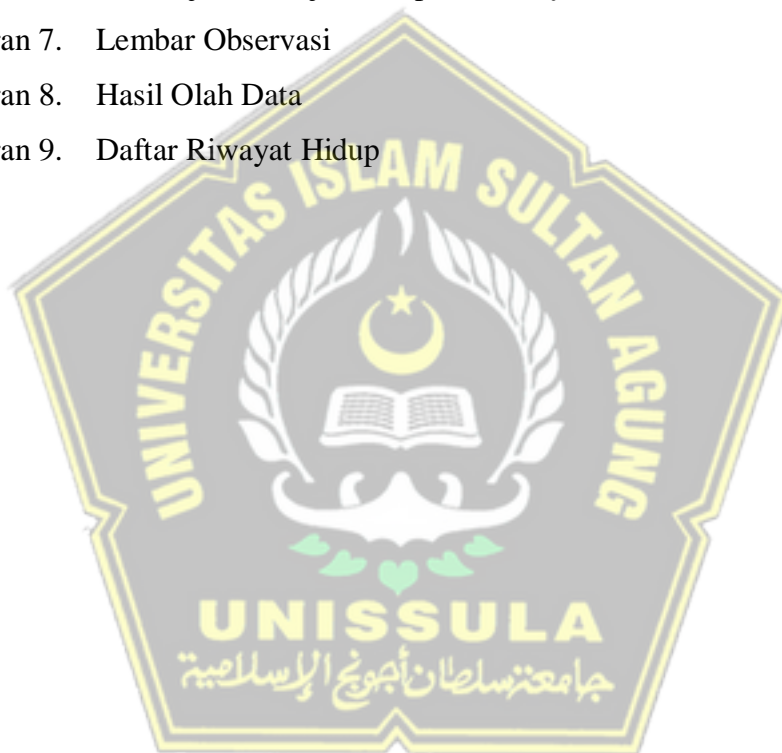 an 7. Lembar Observasi
an 8. Hasil Olah Data
an 9. Daftar Riwayat Hidup
UNIVERSITAS ISLAM SULTAN AGUNG
UNISSULA
جامعة سلطان أجونج الإسلامية